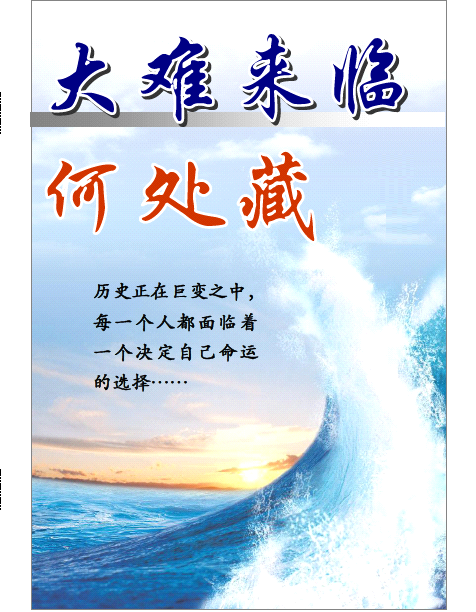 大难来临
何处藏
历史正在巨变之中，
每一个人都面临着
一个决定自己命运
的选择……